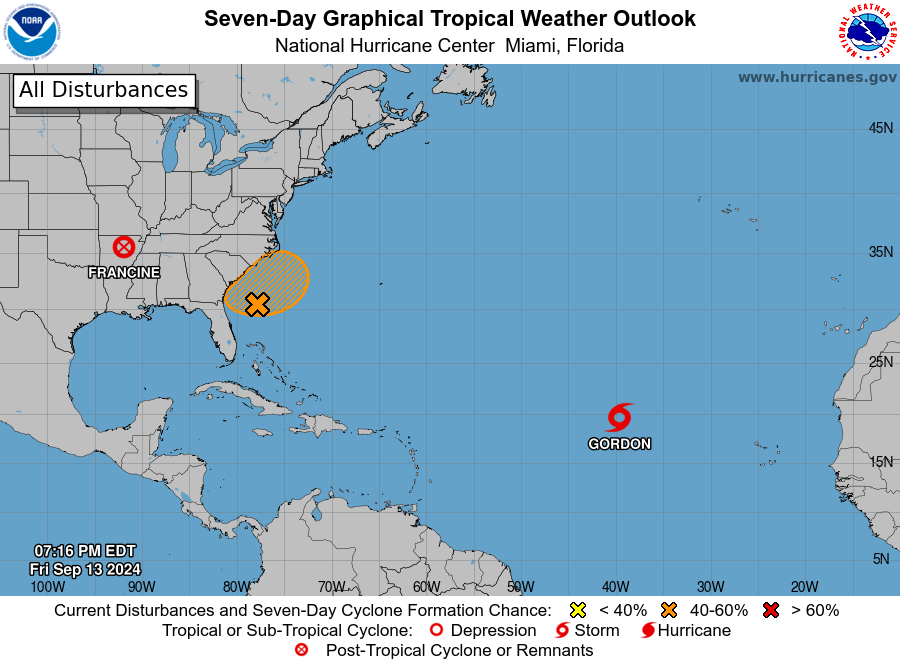 Seven-Day Graphical Tropical Weather Outlook
National Hurricane Center Miami, Florida
NOAA
NATIONAL WEATHER SERVICE
www.hurricanes.gov
All Disturbances
45N
35N
FRANCINE
25N
GORDON
15N
5N
07:16 PM EDT
Fri Sep 13 2024
100W 90W 80W 70W 60W 50W 40W 30W 20W
Current Disturbances and Seven-Day Cyclone Formation Chance: < 40% 40-60% > 60%
Tropical or Sub-Tropical Cyclone: Depression Storm Hurricane
Post-Tropical Cyclone or Remnants